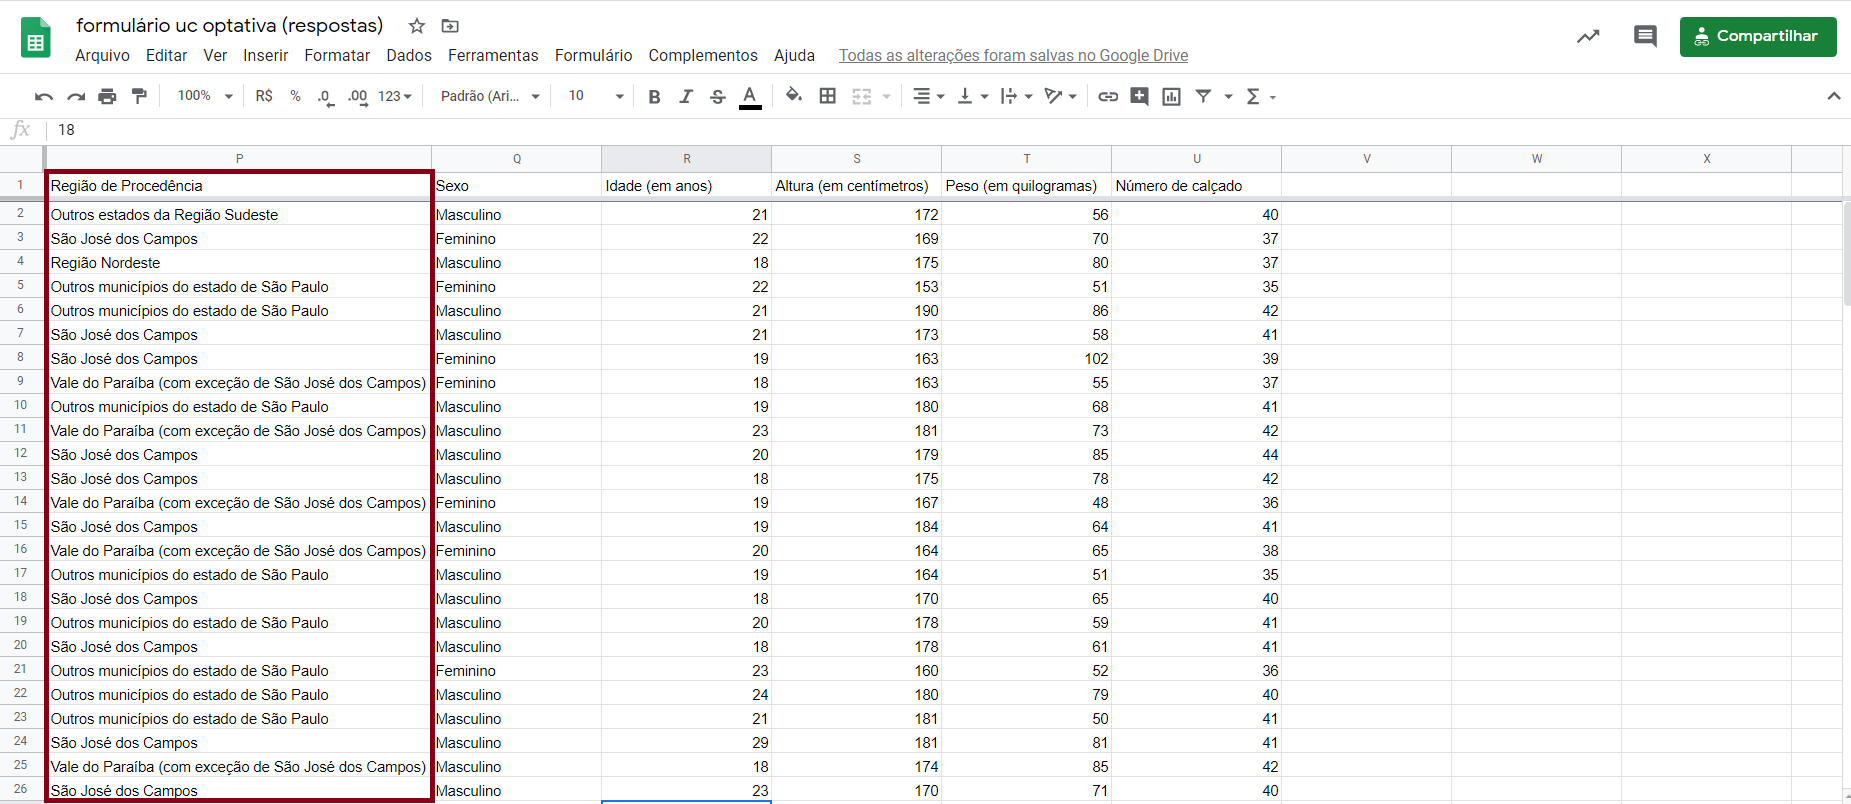 formulário uc optativa (respostas)
Arquivo Editar Ver Inserir Formatar Dados Ferramentas Formulário Complementos Ajuda Todas as alterações foram salvas no Google Drive
Compartilhar
100% R$ % .0 .00 123 Padrão (Ari... 10 B I S A Σ
fx 18
P Q R S T U V W X
1 Região de Procedência Sexo Idade (em anos) Altura (em centímetros) Peso (em quilogramas) Número de calçado
2 Outros estados da Região Sudeste Masculino 21 172 56 40
3 São José dos Campos Feminino 22 169 70 37
4 Região Nordeste Masculino 18 175 80 37
5 Outros municípios do estado de São Paulo Feminino 22 153 51 35
6 Outros municípios do estado de São Paulo Masculino 21 190 86 42
7 São José dos Campos Masculino 21 173 58 41
8 São José dos Campos Feminino 19 163 102 39
9 Vale do Paraíba (com exceção de São José dos Campos) Feminino 18 163 55 37
10 Outros municípios do estado de São Paulo Masculino 19 180 68 41
11 Vale do Paraíba (com exceção de São José dos Campos) Masculino 23 181 73 42
12 São José dos Campos Masculino 20 179 85 44
13 São José dos Campos Masculino 18 175 78 42
14 Vale do Paraíba (com exceção de São José dos Campos) Feminino 19 167 48 36
15 São José dos Campos Masculino 19 184 64 41
16 Vale do Paraíba (com exceção de São José dos Campos) Feminino 20 164 65 38
17 Outros municípios do estado de São Paulo Masculino 19 164 51 35
18 São José dos Campos Masculino 18 170 65 40
19 Outros municípios do estado de São Paulo Masculino 20 178 59 41
20 São José dos Campos Masculino 18 178 61 41
21 Outros municípios do estado de São Paulo Feminino 23 160 52 36
22 Outros municípios do estado de São Paulo Masculino 24 180 79 40
23 Outros municípios do estado de São Paulo Masculino 21 181 50 41
24 São José dos Campos Masculino 29 181 81 41
25 Vale do Paraíba (com exceção de São José dos Campos) Masculino 18 174 85 42
26 São José dos Campos Masculino 23 170 71 40